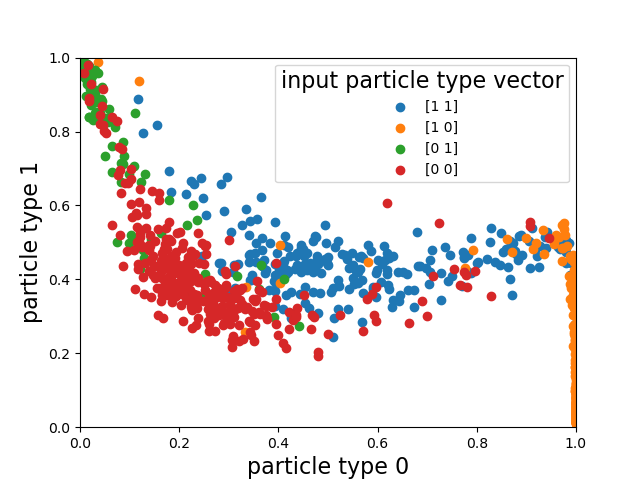 input particle type vector
[1 1]
[1 0]
[0 1]
[0 0]
1.0
0.8
0.6
0.4
0.2
0.0
particle type 1
0.0 0.2 0.4 0.6 0.8 1.0
particle type 0